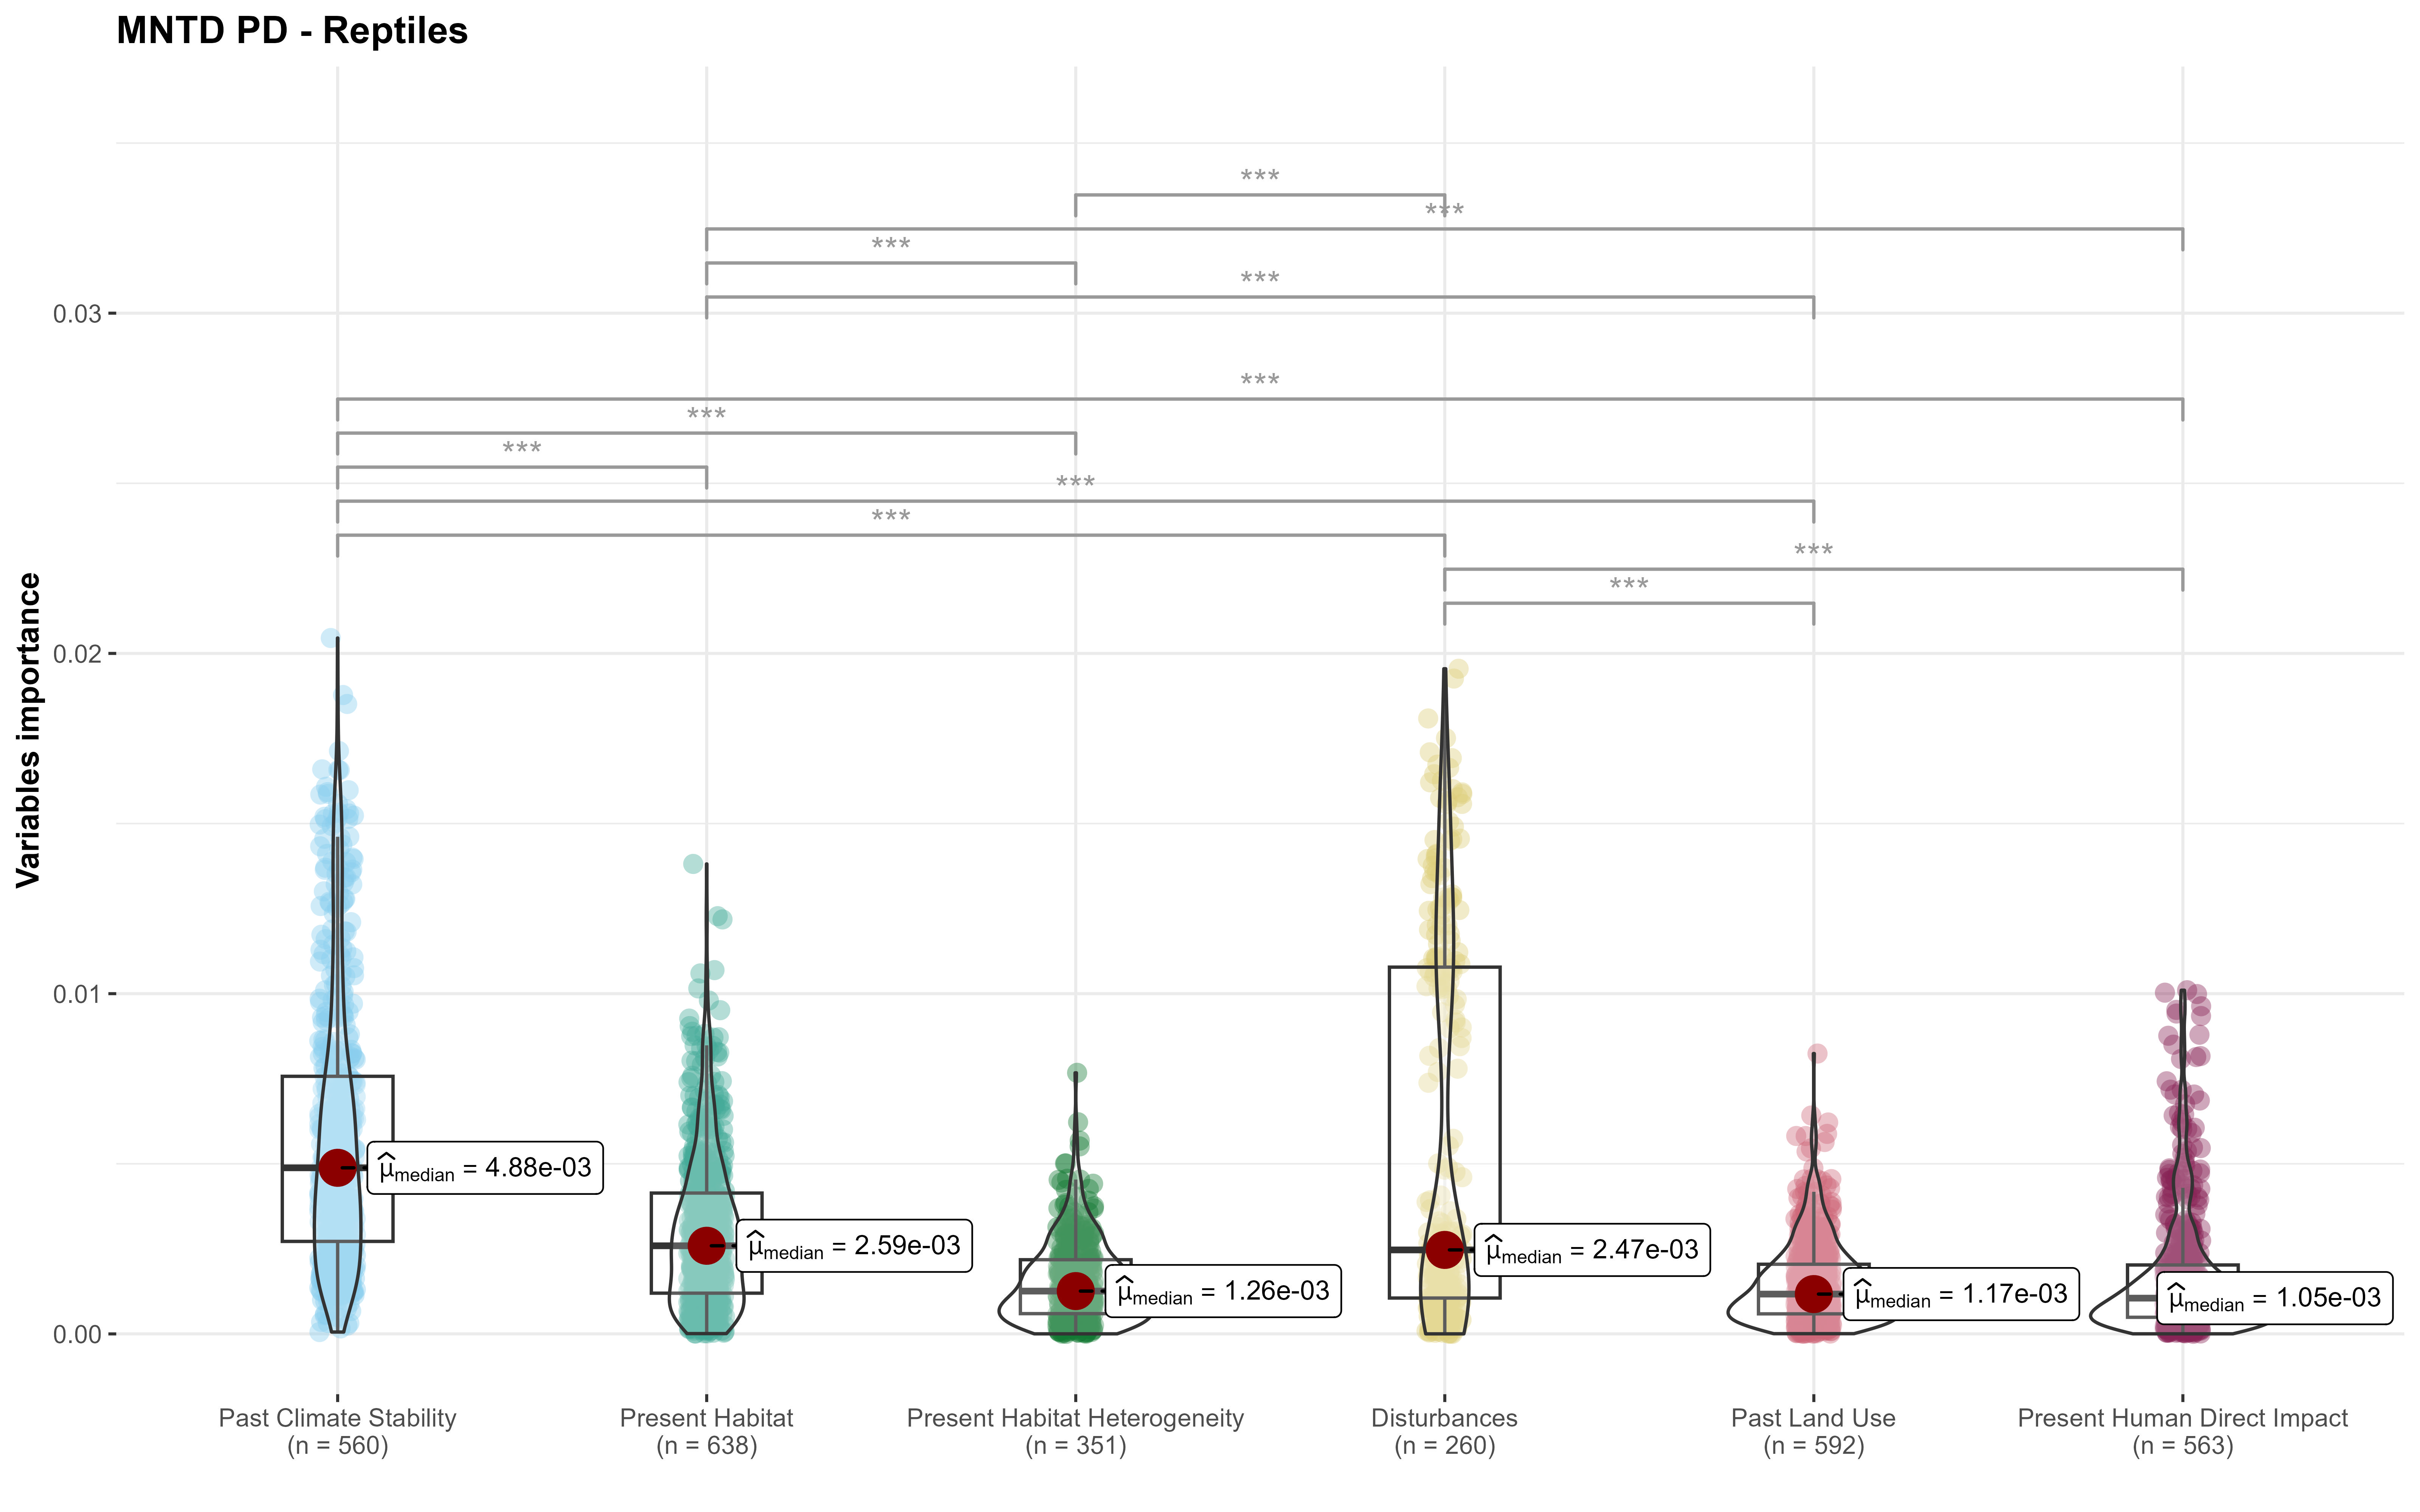 MNTD PD - Reptiles
***
***
***
***
0.03
***
***
***
***
***
***
***
0.02
Variables importance
0.01
μ̂median = 4.88e-03
μ̂median = 2.59e-03
μ̂median = 1.26e-03
μ̂median = 2.47e-03
μ̂median = 1.17e-03
μ̂median = 1.05e-03
0.00
Past Climate Stability
(n = 560)
Present Habitat
(n = 638)
Present Habitat Heterogeneity
(n = 351)
Disturbances
(n = 260)
Past Land Use
(n = 592)
Present Human Direct Impact
(n = 563)